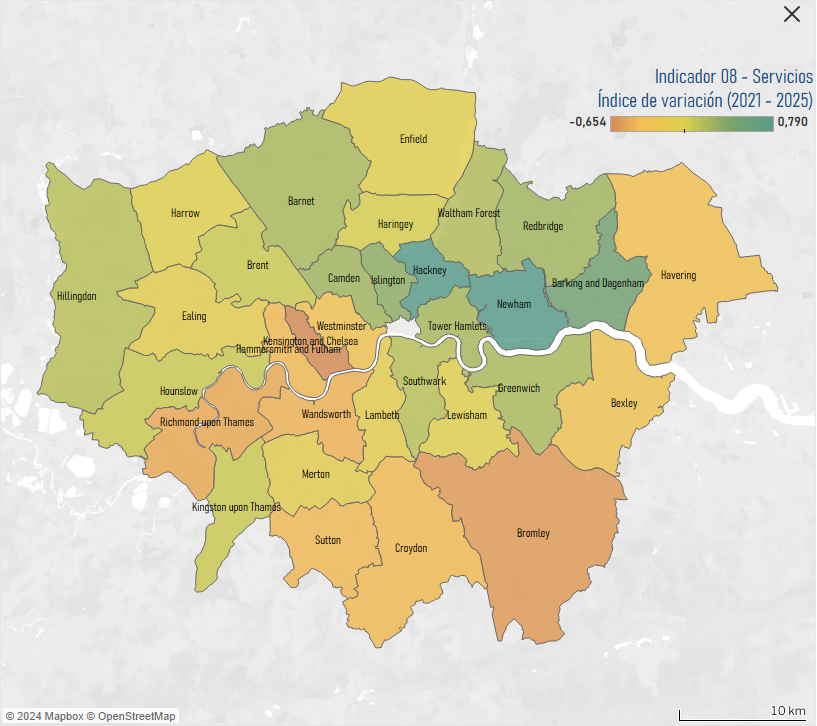 Indicador 08 - Servicios
Índice de variación (2021 - 2025)
-0,654
0,790
Enfield
Barnet
Harrow
Haringey
Waltham Forest
Redbridge
Brent
Camden
Islington
Hackney
Havering
Hillingdon
Newham
Barking and Dagenham
Ealing
Westminster
Tower Hamlets
Kensington and Chelsea
Hammersmith and Fulham
Hounslow
Southwark
Greenwich
Bexley
Richmond upon Thames
Wandsworth
Lambeth
Lewisham
Merton
Kingston upon Thames
Sutton
Croydon
Bromley
© 2024 Mapbox © OpenStreetMap
10 km